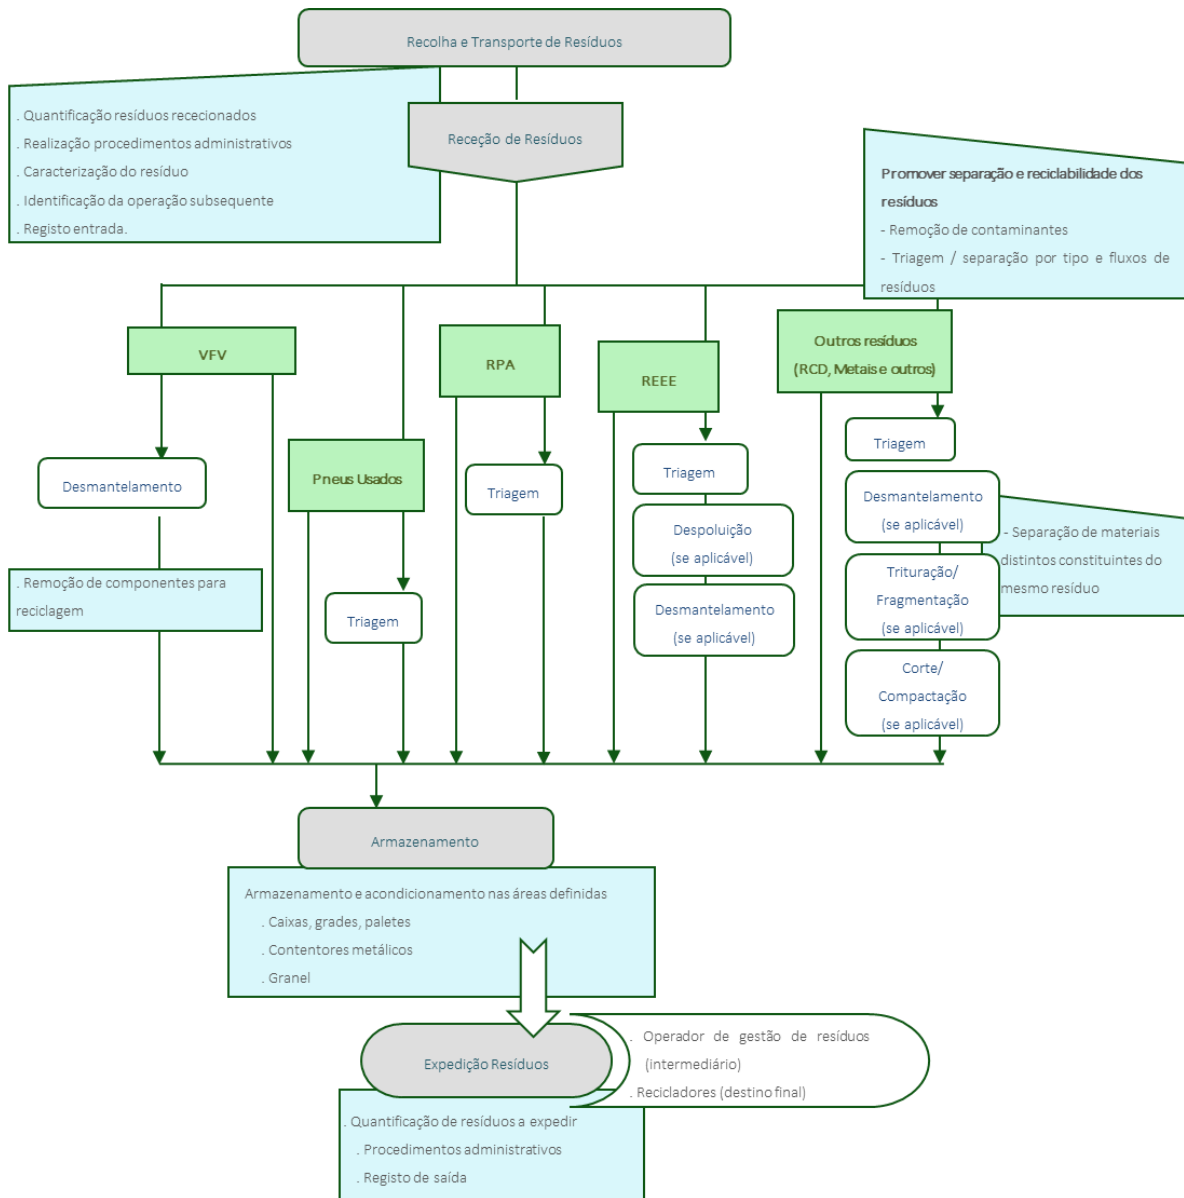 Recolha e Transporte de Resíduos
. Quantificação resíduos rececionados
. Realização procedimentos administrativos
. Caracterização do resíduo
. Identificação da operação subsequente
. Registo entrada.
Receção de Resíduos
Promover separação e reciclabilidade dos
resíduos
- Remoção de contaminantes
- Triagem / separação por tipo e fluxos de
resíduos
VFV
Desmantelamento
. Remoção de componentes para
reciclagem
Pneus Usados
Triagem
RPA
Triagem
REEE
Triagem
Despoluição
(se aplicável)
Desmantelamento
(se aplicável)
Outros resíduos
(RCD, Metais e outros)
Triagem
Desmantelamento
(se aplicável)
Trituração/
Fragmentação
(se aplicável)
Corte/
Compactação
(se aplicável)
- Separação de materiais
distintos constituintes do
mesmo resíduo
Armazenamento
Armazenamento e acondicionamento nas áreas definidas
. Caixas, grades, paletes
. Contentores metálicos
. Granel
Expedição Resíduos
. Operador de gestão de resíduos
(intermediário)
. Recicladores (destino final)
. Quantificação de resíduos a expedir
. Procedimentos administrativos
. Registo de saída